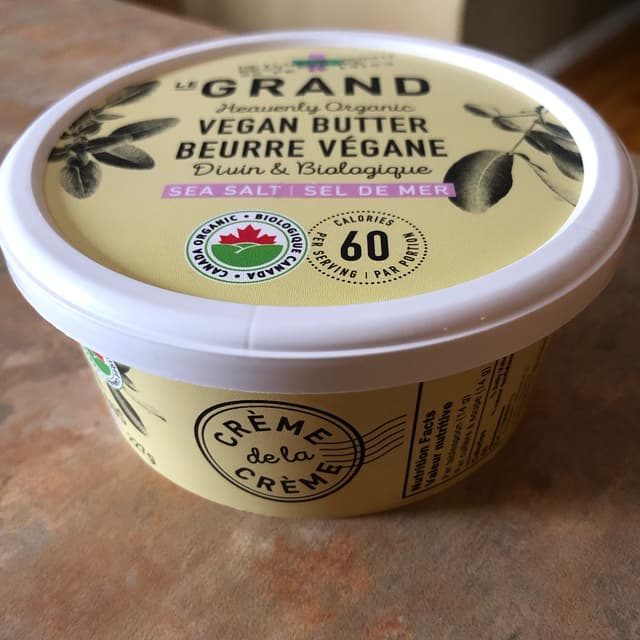 LE GRAND
Heavenly Organic
VEGAN BUTTER
BEURRE VÉGANE
Divin & Biologique
SEA SALT | SEL DE MER
CANADA ORGANIC • BIOLOGIQUE CANADA •
CALORIES
PER SERVING | PAR PORTION
60
CRÈME
de la
CRÈME
Nutrition Facts
Valeur nutritive